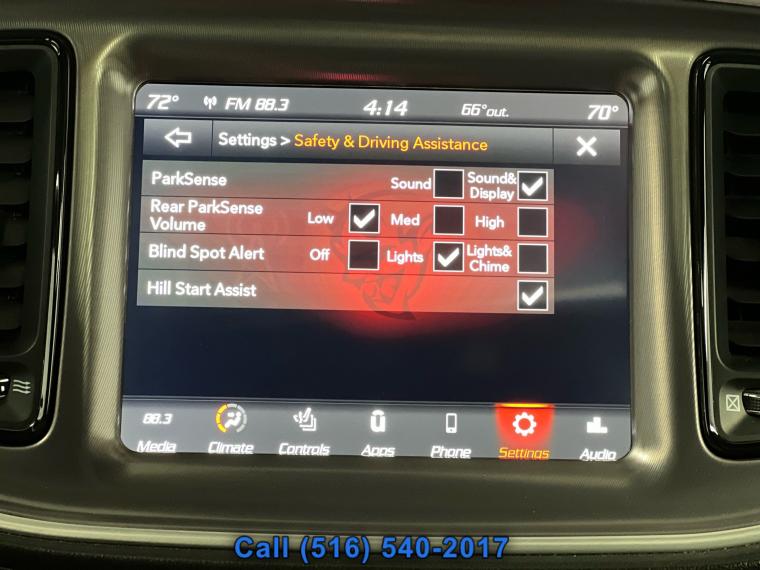 72° FM 88.3 4:14 66°out. 70°
Settings > Safety & Driving Assistance
ParkSense Sound Sound& Display
Rear ParkSense Volume Low Med High
Blind Spot Alert Off Lights Lights& Chime
Hill Start Assist
88.3
Media Climate Controls Apps Phone Settings Audio
Call (516) 540-2017